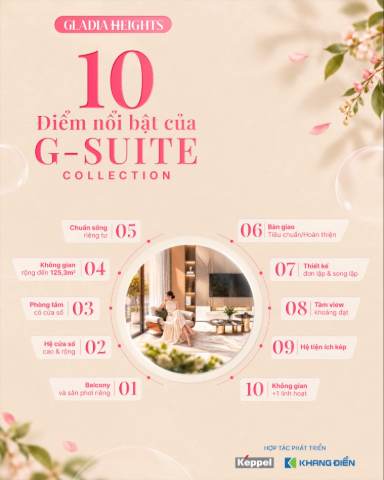 GLADIA HEIGHTS
10
Điểm nổi bật của
G-SUITE
COLLECTION
Chuẩn sống
riêng tư
05
Không gian
rộng đến 125,3m²
04
Phòng tắm
có cửa sổ
03
Hệ cửa sổ
cao & rộng
02
Balcony
và sân phơi riêng
01
06
Bàn giao
Tiêu chuẩn/Hoàn thiện
07
Thiết kế
đơn lập & song lập
08
Tầm view
khoáng đạt
09
Hệ tiện ích kép
10
Không gian
+1 linh hoạt
HỢP TÁC PHÁT TRIỂN
Keppel
KHANG ĐIỀN